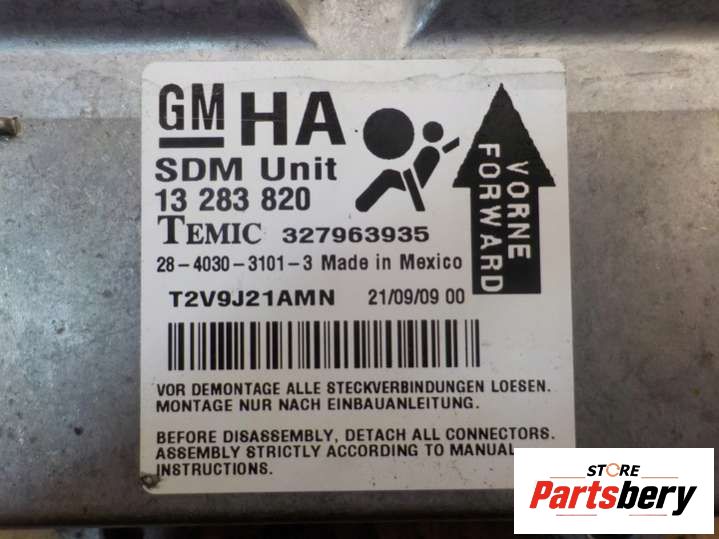 GM HA
SDM Unit
13 283 820
TEMIC 327963935
28-4030-3101-3 Made in Mexico
T2V9J21AMN 21/09/09 00
VORNE
FORWARD
VOR DEMONTAGE ALLE STECKVERBINDUNGEN LOESEN.
MONTAGE NUR NACH EINBAUANLEITUNG.
BEFORE DISASSEMBLY, DETACH ALL CONNECTORS.
ASSEMBLY STRICTLY ACCORDING TO MANUAL
INSTRUCTIONS.
STORE
Partsbery